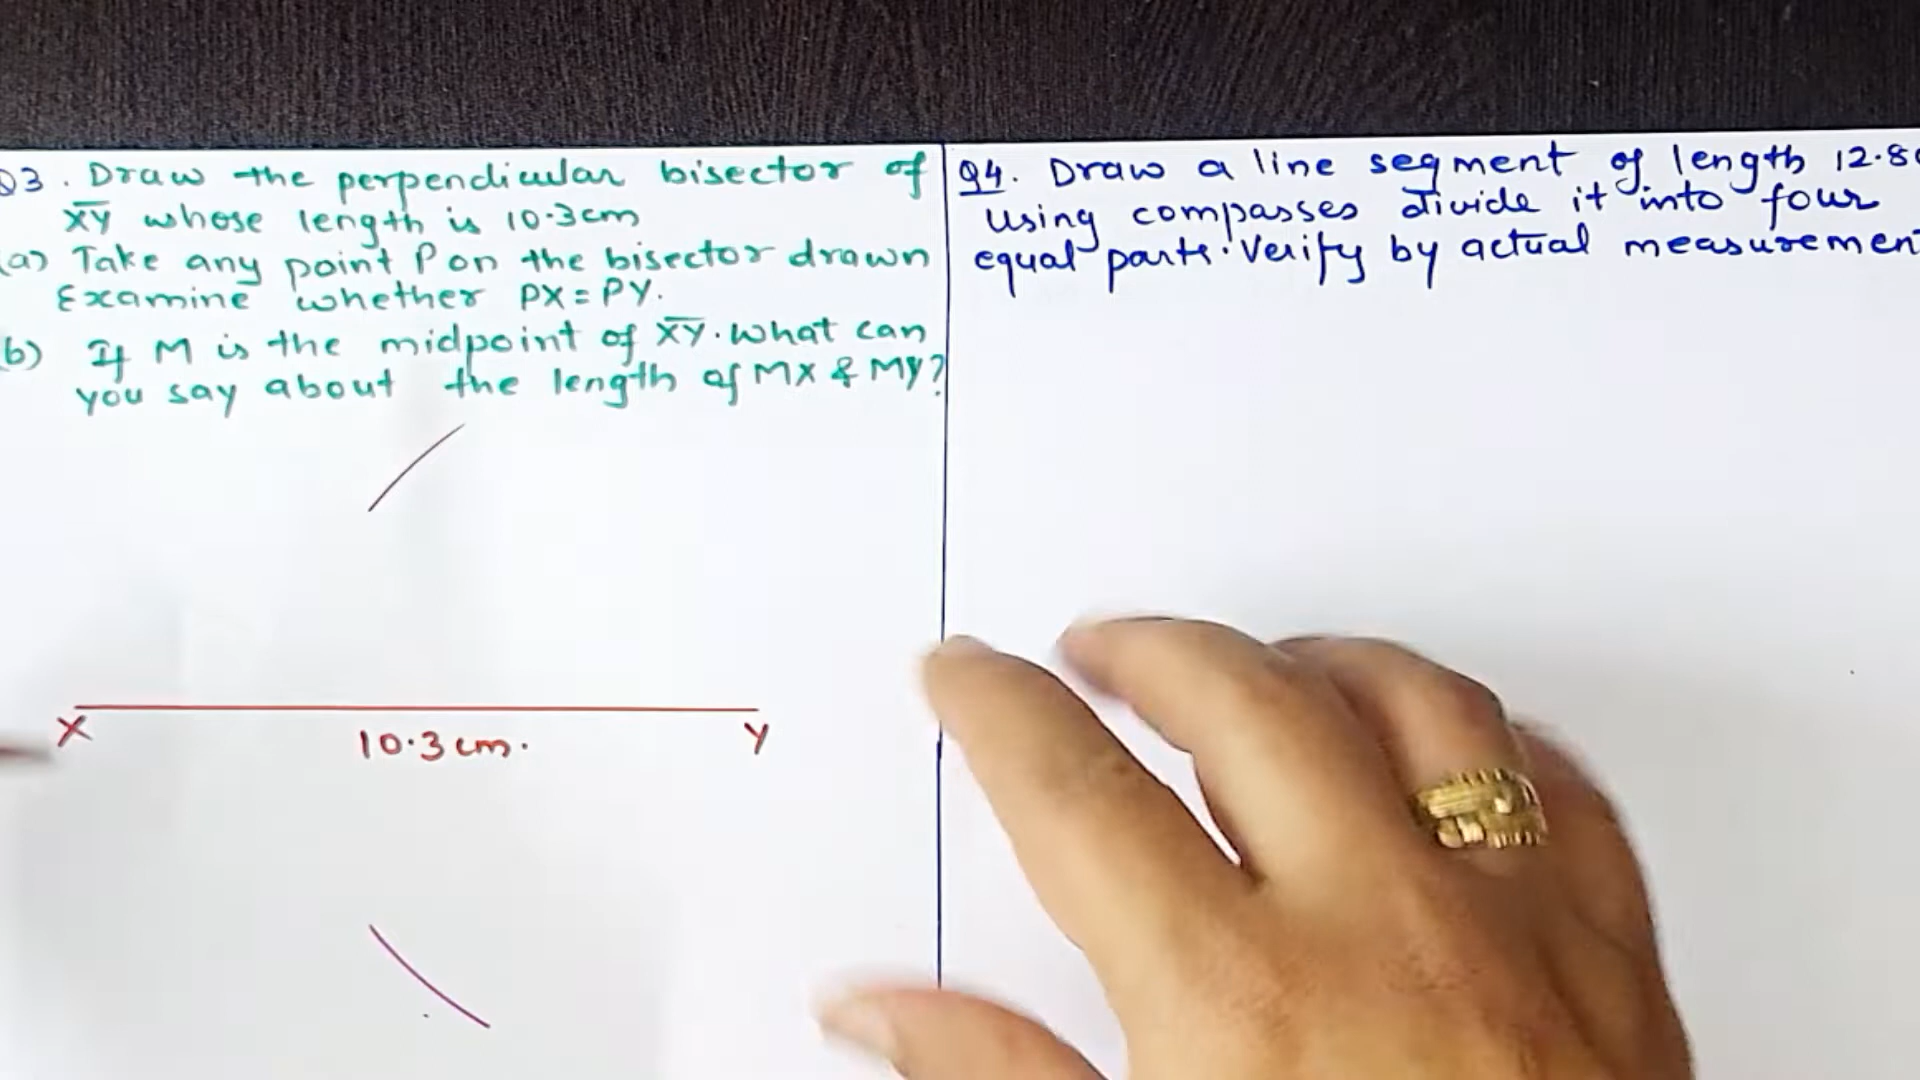 Q3. Draw the perpendicular bisector of
XY whose length is 10.3cm
(a) Take any point P on the bisector drawn
Examine whether PX = PY.
(b) If M is the midpoint of XY. What can
you say about the length of MX & MY?
X
10.3 cm.
Y
Q4. Draw a line segment of length 12.8
Using compasses divide it into four
equal parts. Verify by actual measuremen